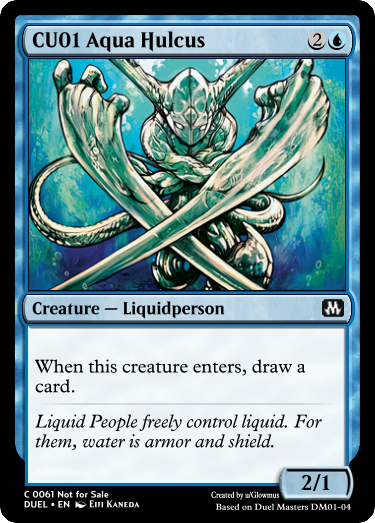 CU01 Aqua Hulcus 2
Creature — Liquidperson
When this creature enters, draw a
card.
Liquid People freely control liquid. For
them, water is armor and shield.
2/1
C 0061 Not for Sale
DUEL • EN Eiji Kaneda
Created by u/Glowmus
Based on Duel Masters DM01-04